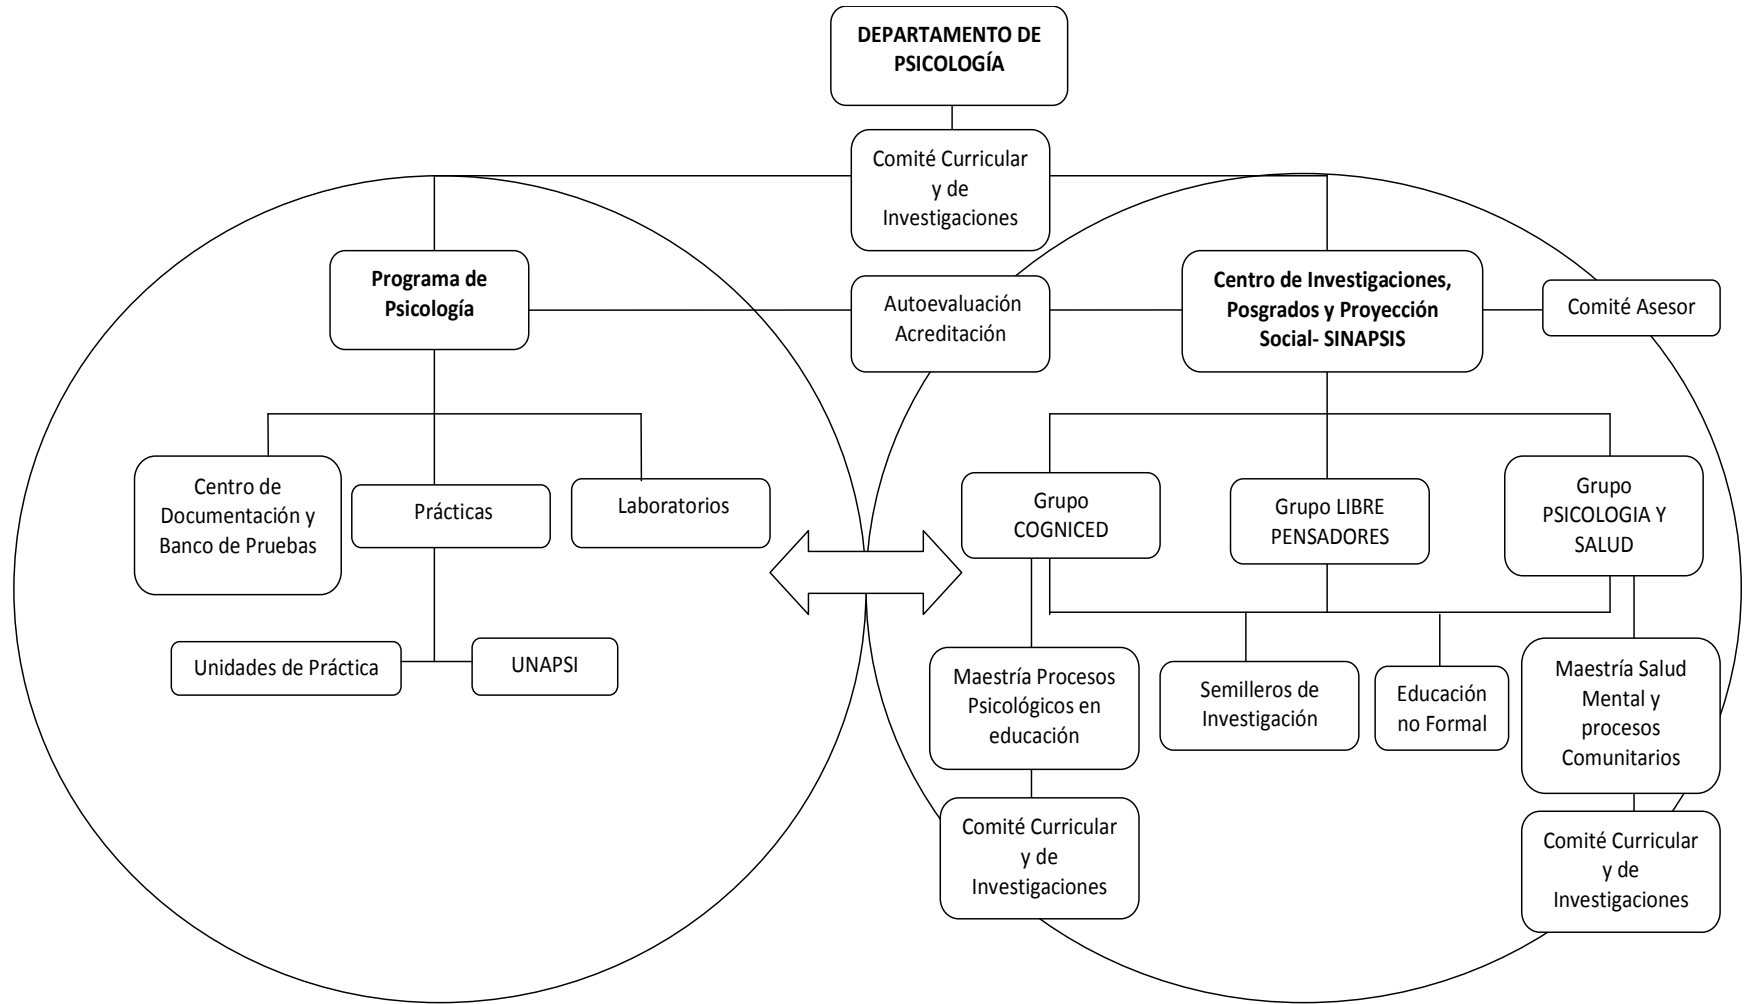 DEPARTAMENTO DE
PSICOLOGÍA
Comité Curricular
y de
Investigaciones
Programa de
Psicología
Autoevaluación
Acreditación
Centro de Investigaciones,
Posgrados y Proyección
Social- SINAPSIS
Comité Asesor
Centro de
Documentación y
Banco de Pruebas
Prácticas
Laboratorios
Grupo
COGNICED
Grupo LIBRE
PENSADORES
Grupo
PSICOLOGIA Y
SALUD
Unidades de Práctica
UNAPSI
Maestría Procesos
Psicológicos en
educación
Semilleros de
Investigación
Educación
no Formal
Maestría Salud
Mental y
procesos
Comunitarios
Comité Curricular
y de
Investigaciones
Comité Curricular
y de
Investigaciones